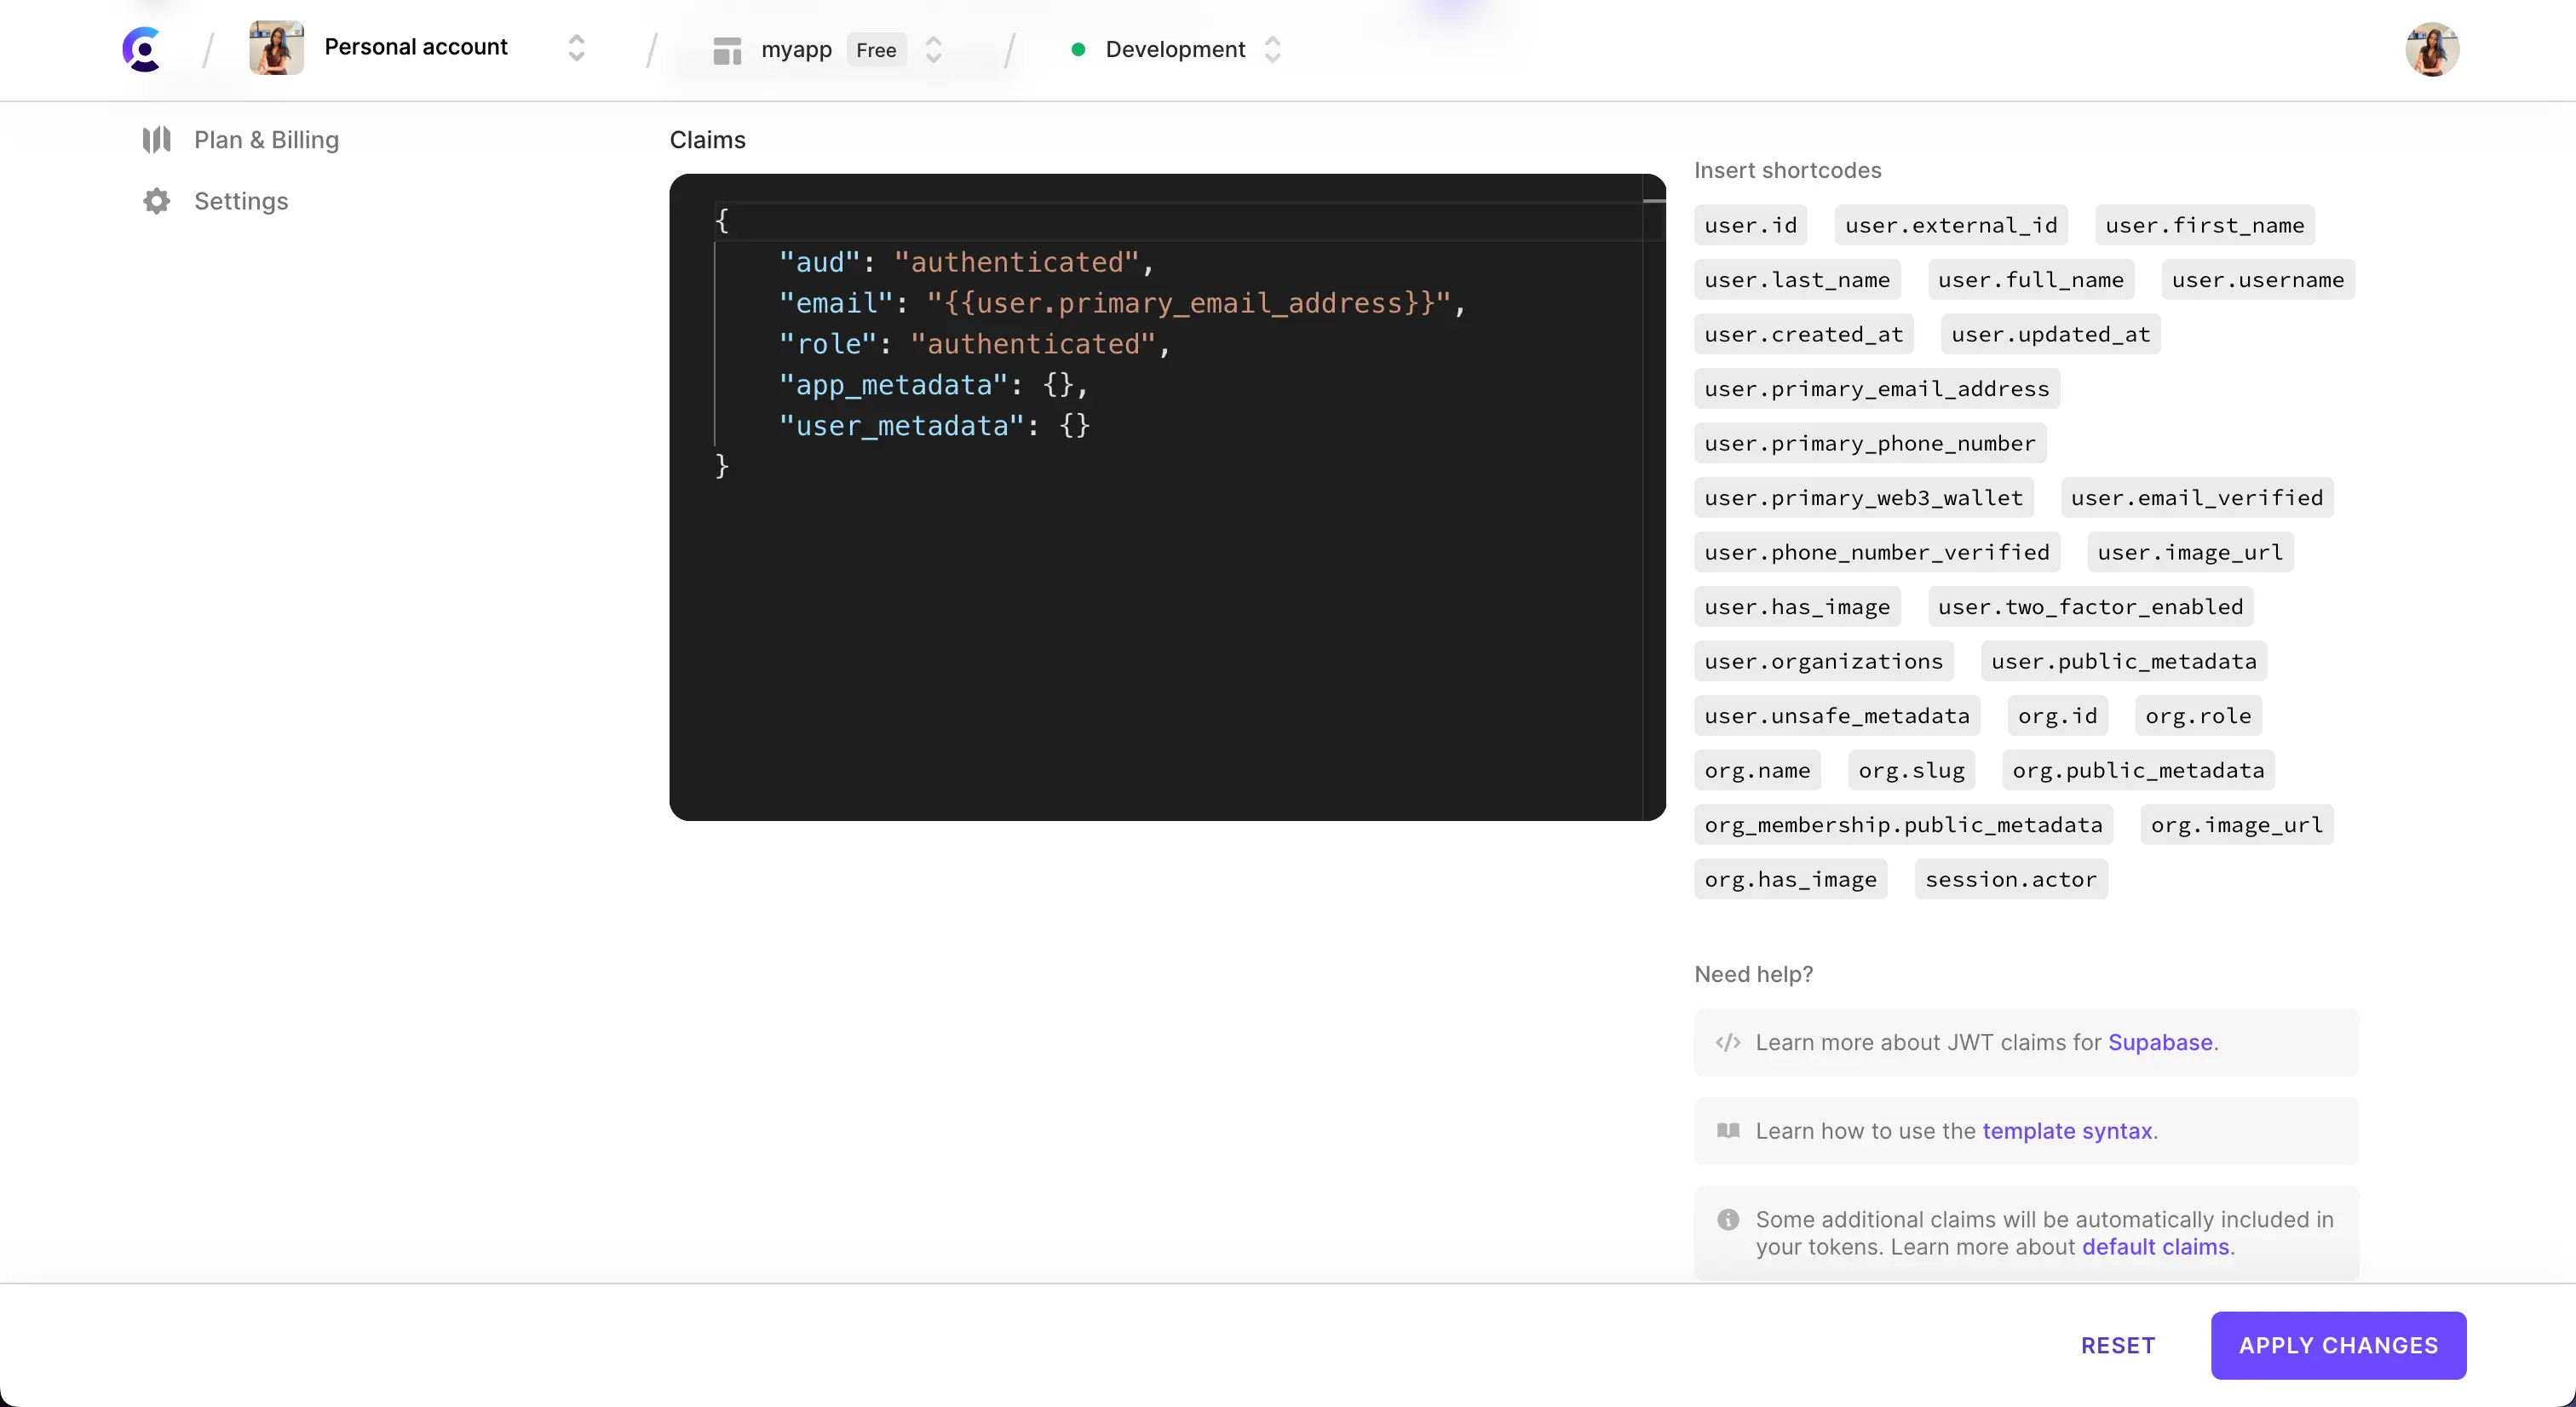 Personal account
myapp Free
Development
Plan & Billing
Settings
Claims
{
"aud": "authenticated",
"email": "{{user.primary_email_address}}",
"role": "authenticated",
"app_metadata": {},
"user_metadata": {}
}
Insert shortcodes
user.id user.external_id user.first_name
user.last_name user.full_name user.username
user.created_at user.updated_at
user.primary_email_address
user.primary_phone_number
user.primary_web3_wallet user.email_verified
user.phone_number_verified user.image_url
user.has_image user.two_factor_enabled
user.organizations user.public_metadata
user.unsafe_metadata org.id org.role
org.name org.slug org.public_metadata
org_membership.public_metadata org.image_url
org.has_image session.actor
Need help?
Learn more about JWT claims for Supabase.
Learn how to use the template syntax.
Some additional claims will be automatically included in
your tokens. Learn more about default claims.
RESET
APPLY CHANGES